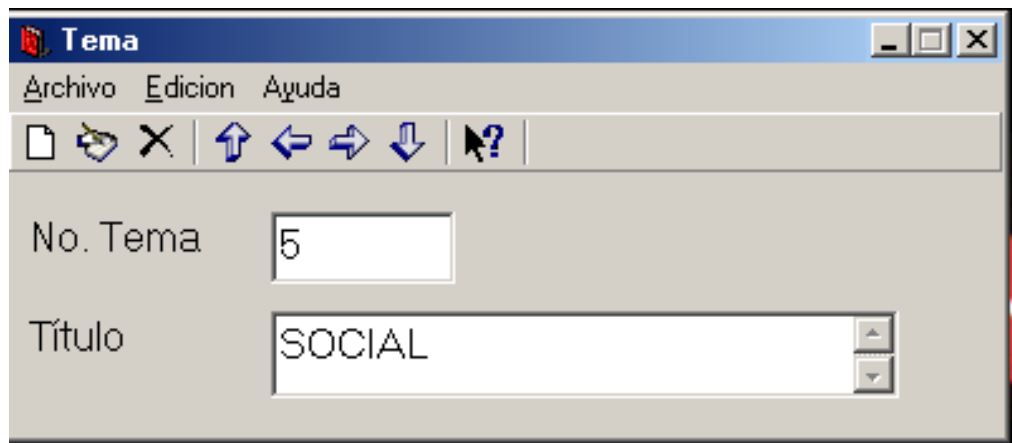 Tema
Archivo Edicion Ayuda
No. Tema 5
Título SOCIAL